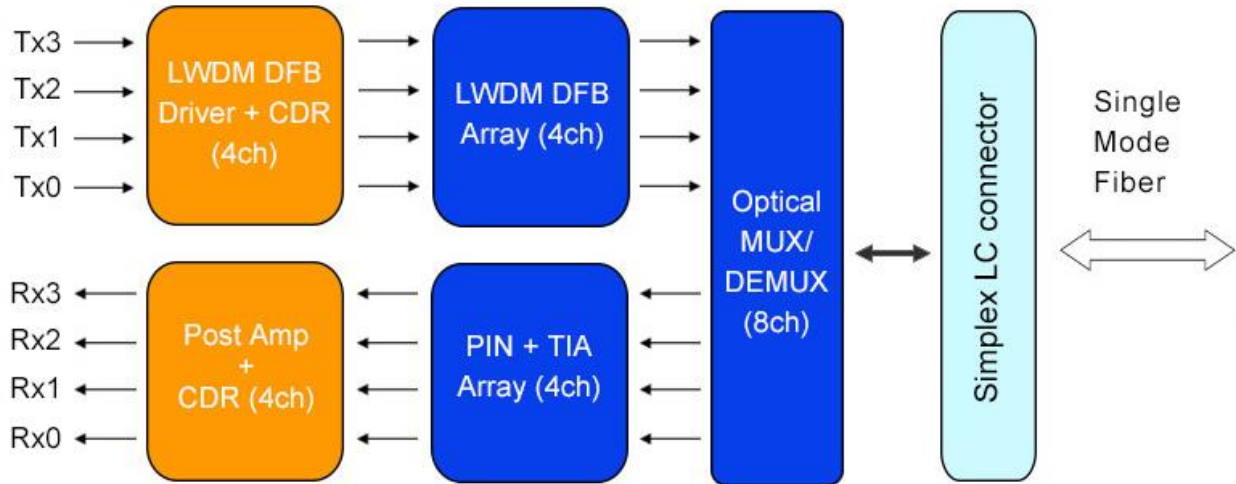 Tx3
Tx2
Tx1
Tx0
LWDM DFB
Driver + CDR
(4ch)
LWDM DFB
Array (4ch)
Rx3
Rx2
Rx1
Rx0
Post Amp
+
CDR (4ch)
PIN + TIA
Array (4ch)
Optical
MUX/
DEMUX
(8ch)
Simplex LC connector
Single
Mode
Fiber